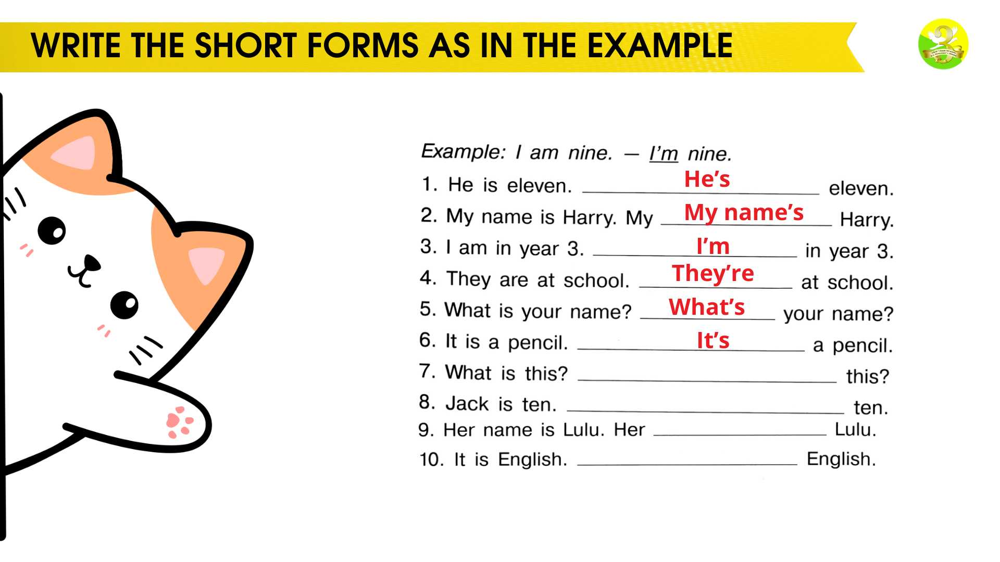 WRITE THE SHORT FORMS AS IN THE EXAMPLE
3
Example: I am nine. — I’m nine.
1. He is eleven. He’s eleven.
2. My name is Harry. My My name’s Harry.
3. I am in year 3. I’m in year 3.
4. They are at school. They’re at school.
5. What is your name? What’s your name?
6. It is a pencil. It’s a pencil.
7. What is this? this?
8. Jack is ten. ten.
9. Her name is Lulu. Her Lulu.
10. It is English. English.